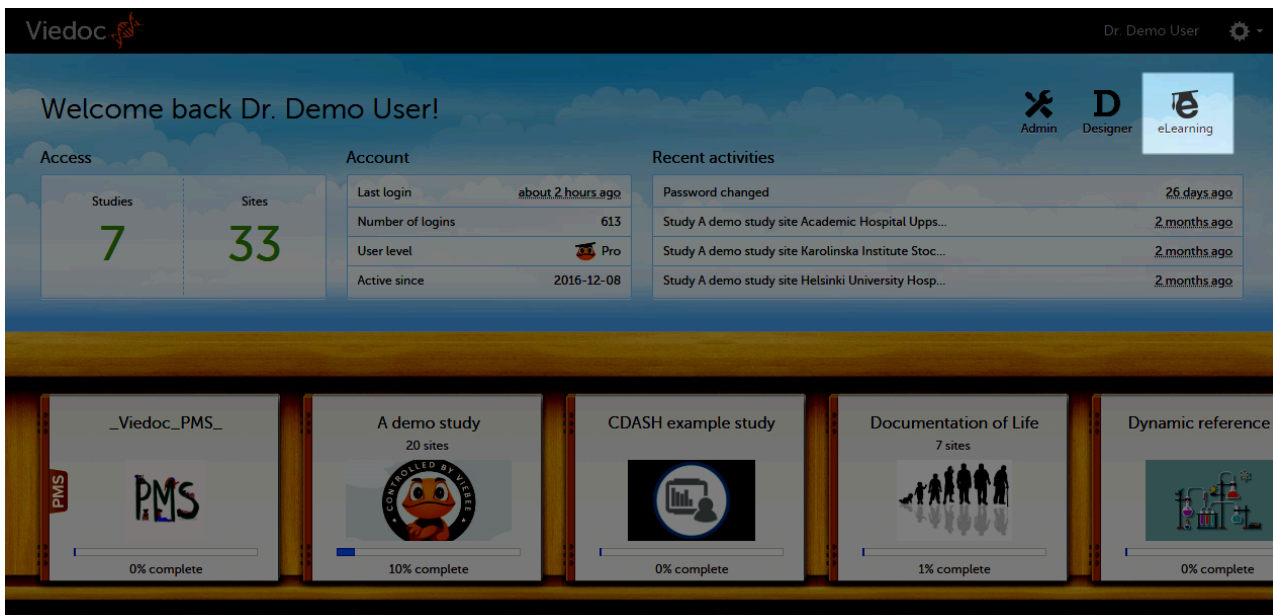 Viedoc
Dr. Demo User
Welcome back Dr. Demo User!
Admin
Designer
eLearning
Access
Account
Recent activities
Studies
Sites
7
33
Last login about 2 hours ago
Number of logins 613
User level Pro
Active since 2016-12-08
Password changed 26 days ago
Study A demo study site Academic Hospital Upps... 2 months ago
Study A demo study site Karolinska Institute Stoc... 2 months ago
Study A demo study site Helsinki University Hosp... 2 months ago
_Viedoc_PMS_
PMS
PMS
0% complete
A demo study
20 sites
CONTROLLED BY VIEBEE
10% complete
CDASH example study
0% complete
Documentation of Life
7 sites
1% complete
Dynamic reference
0% complete